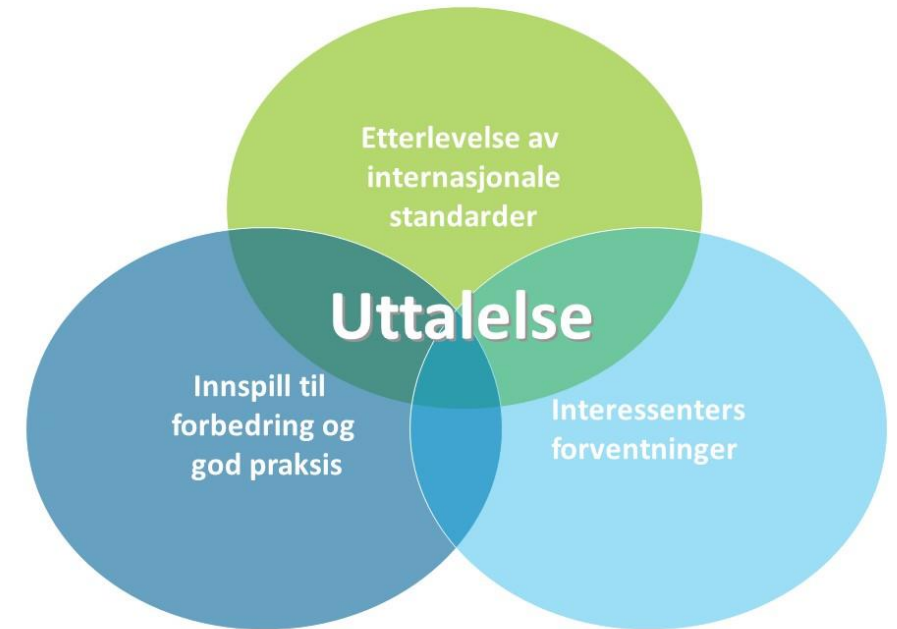 Etterlevelse av
internasjonale
standarder
Uttalelse
Innspill til
forbedring og
god praksis
Interessenters
forventninger